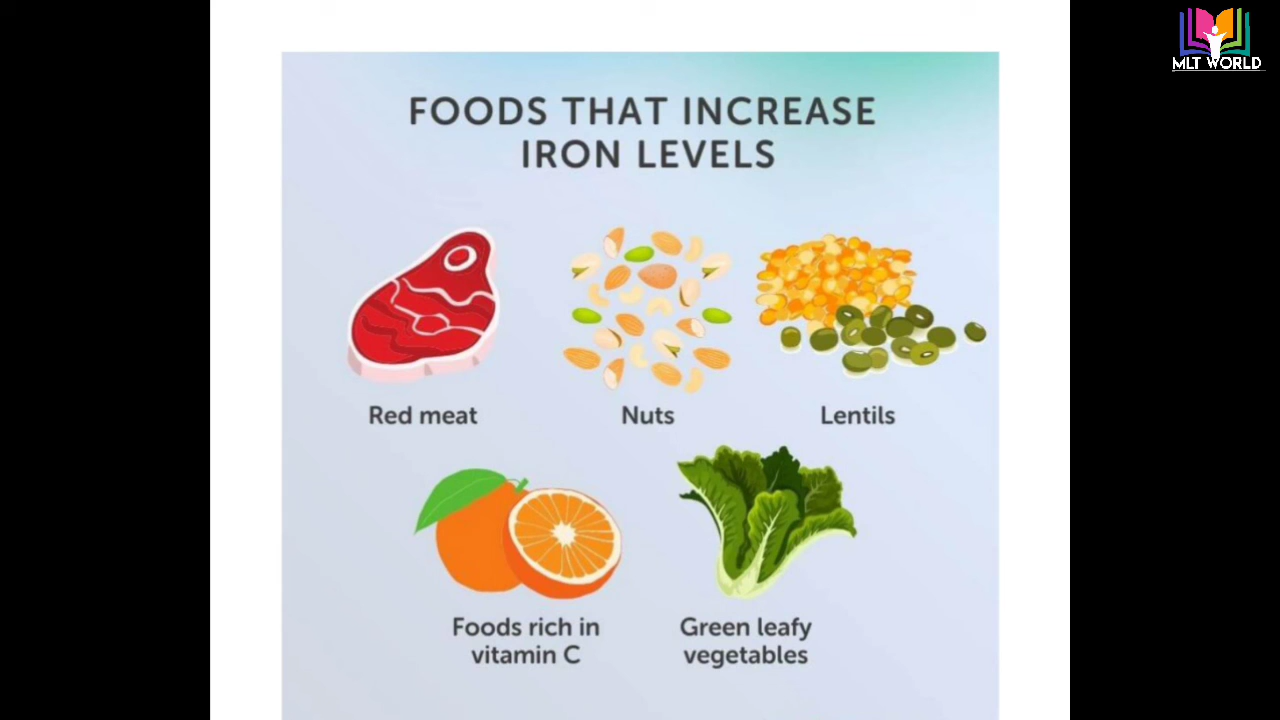 MLT WORLD
FOODS THAT INCREASE
IRON LEVELS
Red meat
Nuts
Lentils
Foods rich in
vitamin C
Green leafy
vegetables